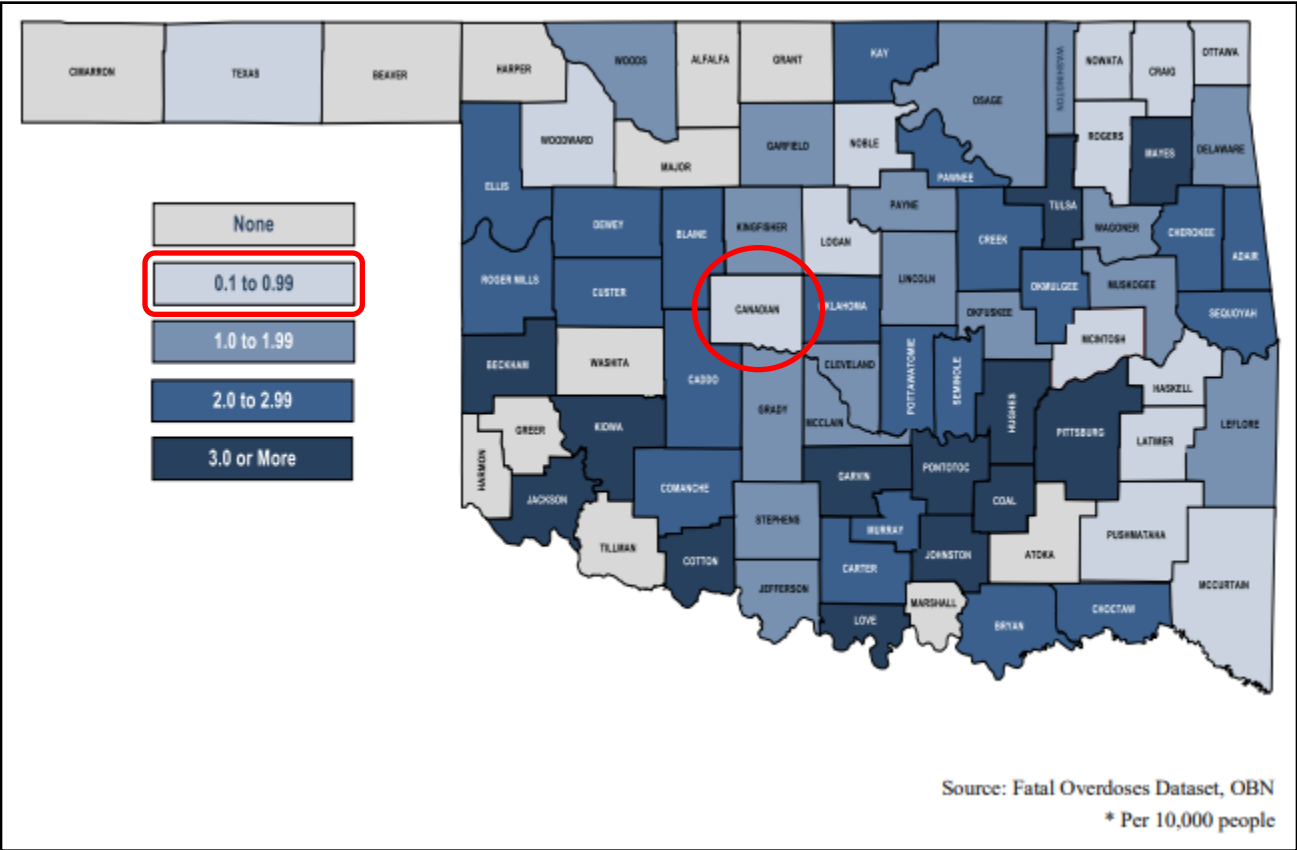 CIMARRON
TEXAS
BEAVER
HARPER
WOODS
ALFALFA
GRANT
KAY
OSAGE
WASHINGTON
NOWATA
CRAIG
OTTAWA
WOODWARD
MAJOR
GARFIELD
NOBLE
PAWNEE
ROGERS
MAYES
DELAWARE
ELLIS
DEWEY
BLAINE
KINGFISHER
LOGAN
PAYNE
CREEK
TULSA
WAGONER
CHEROKEE
ADAIR
None
0.1 to 0.99
1.0 to 1.99
2.0 to 2.99
3.0 or More
ROGER MILLS
CUSTER
CANADIAN
OKLAHOMA
LINCOLN
OKFUSKEE
OKMULGEE
MUSKOGEE
MCINTOSH
SEQUOYAH
BECKHAM
WASHITA
CADDO
GRADY
CLEVELAND
MCCLAIN
POTTAWATOMIE
SEMINOLE
HUGHES
PITTSBURG
HASKELL
LATIMER
LEFLORE
HARMON
GREER
KIOWA
JACKSON
COMANCHE
STEPHENS
GARVIN
PONTOTOC
COAL
MURRAY
TILLMAN
COTTON
JEFFERSON
CARTER
JOHNSTON
ATOKA
PUSHMATAHA
MCCURTAIN
LOVE
MARSHALL
BRYAN
CHOCTAW
Source: Fatal Overdoses Dataset, OBN
* Per 10,000 people